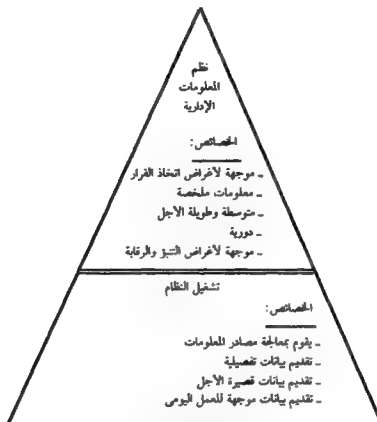 نظم
المعلومات
الإدارية
الخصائص:
ـ موجهة لأغراض اتخاذ القرار
ـ معلومات ملخصة
ـ متوسطة وطويلة الأجل
ـ دورية
ـ موجهة لأغراض التنبؤ والرقابة
تشغيل النظام
الخصائص:
ـ يقوم بمعالجة مصادر المعلومات
ـ تقديم بيانات تفصيلية
ـ تقديم بيانات قصيرة الأجل
ـ تقديم بيانات موجهة للعمل اليومى